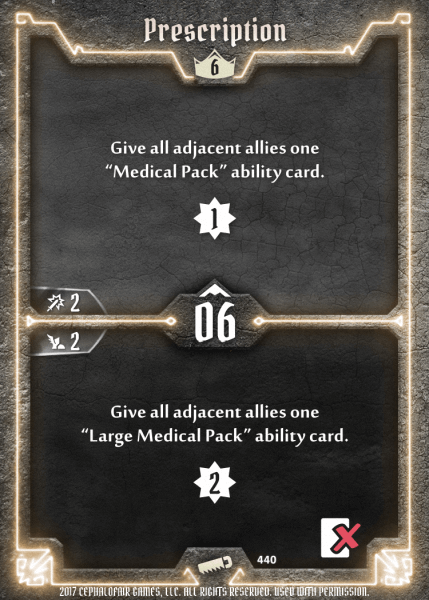 Prescription
6
Give all adjacent allies one
“Medical Pack” ability card.
1
2
06
2
Give all adjacent allies one
“Large Medical Pack” ability card.
2
440
2017 CEPHALOFAIR GAMES, LLC. ALL RIGHTS RESERVED. USED WITH PERMISSION.